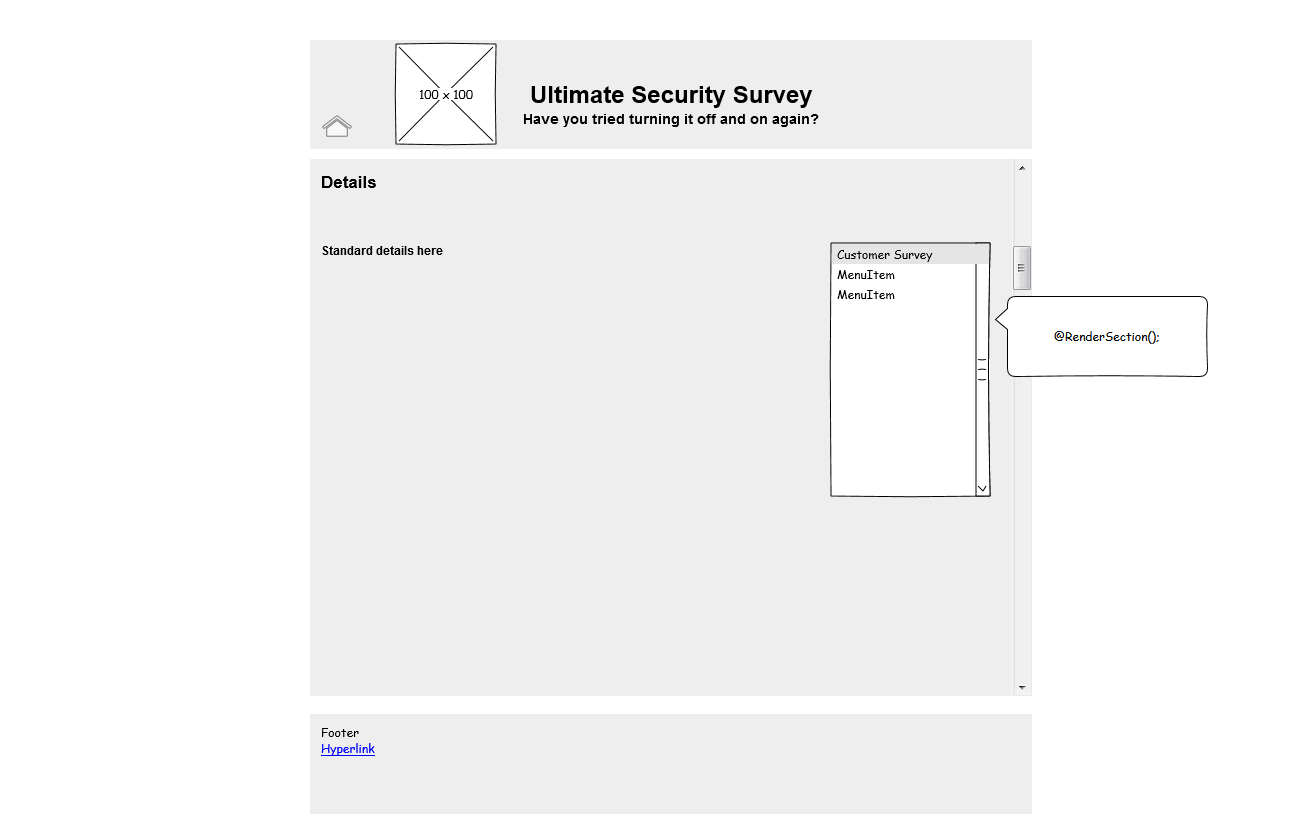 100 x 100
Ultimate Security Survey
Have you tried turning it off and on again?
Details
Standard details here
Customer Survey
MenuItem
MenuItem
@RenderSection();
Footer
Hyperlink